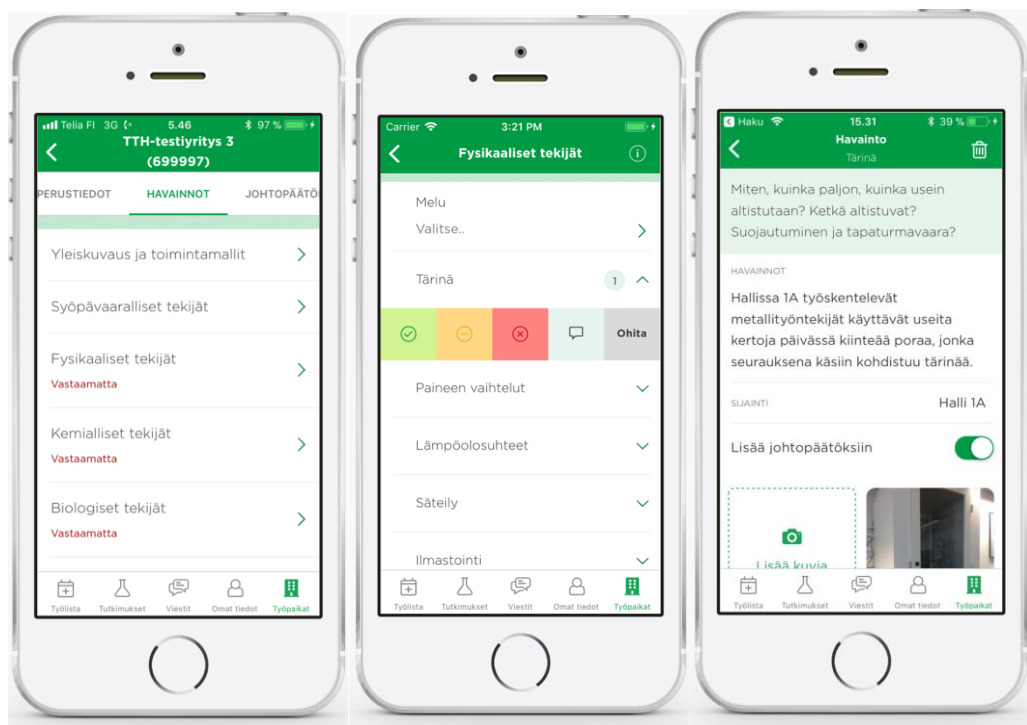 Telia FI 3G 5.46 97 %
TTH-testiyritys 3
(699997)
PERUSTIEDOT HAVAINNOT JOHTOPÄÄTÖ
Yleiskuvaus ja toimintamallit
Syöpävaaralliset tekijät
Fysikaaliset tekijät
Vastaamatta
Kemialliset tekijät
Vastaamatta
Biologiset tekijät
Vastaamatta
Työlista Tutkimukset Viestit Omat tiedot Työpaikat
Carrier 3:21 PM
Fysikaaliset tekijät
Melu
Valitse..
Tärinä 1
Ohita
Paineen vaihtelut
Lämpöolosuhteet
Säteily
Ilmastointi
Työlista Tutkimukset Viestit Omat tiedot Työpaikat
Haku 15.31 39 %
Havainto
Tärinä
Miten, kuinka paljon, kuinka usein
altistutaan? Ketkä altistuvat?
Suojautuminen ja tapaturmavaara?
HAVAINNOT
Hallissa 1A työskentelevät
metallityöntekijät käyttävät useita
kertoja päivässä kiinteää poraa, jonka
seurauksena käsiin kohdistuu tärinää.
SIJAINTI Halli 1A
Lisää johtopäätöksiin
Lisää kuvia
Työlista Tutkimukset Viestit Omat tiedot Työpaikat